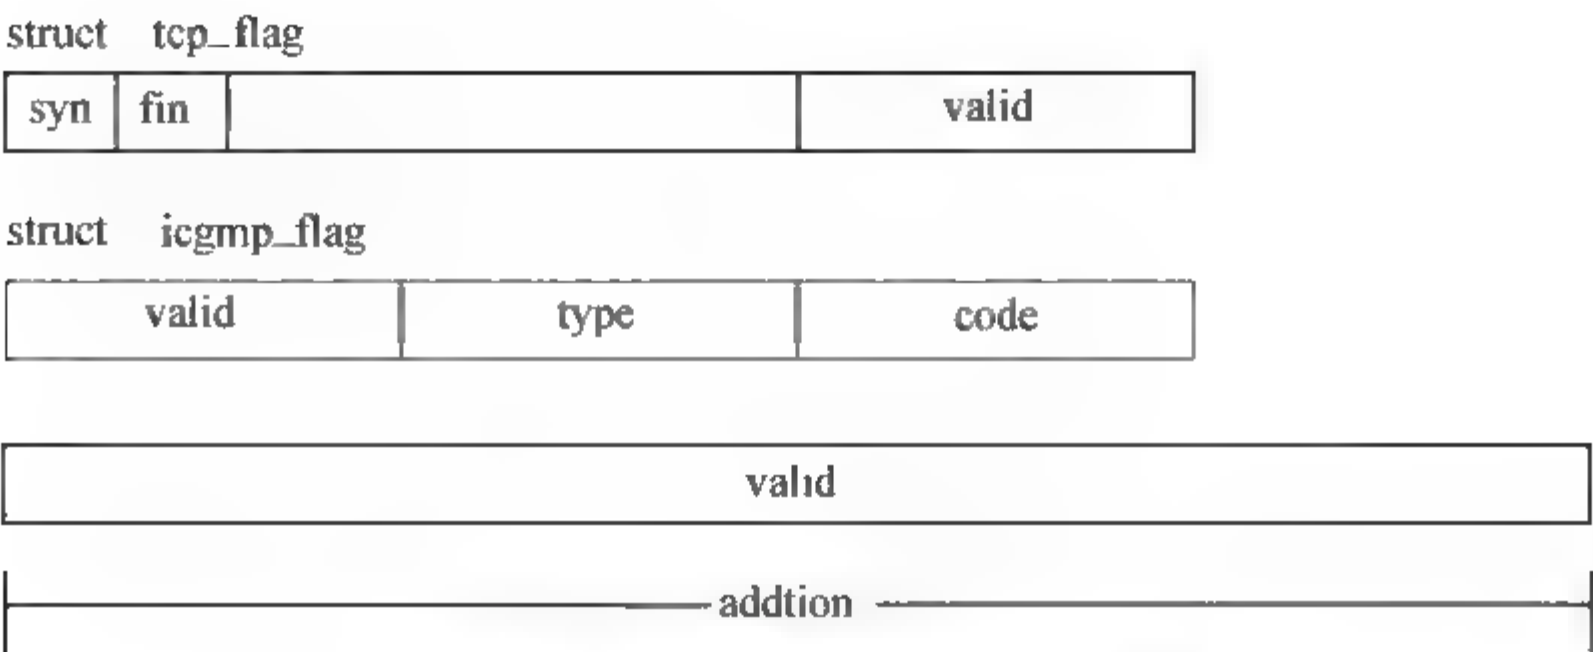 struct tcp_flag
syn fin valid
struct icgmp_flag
valid type code
valid
addtion